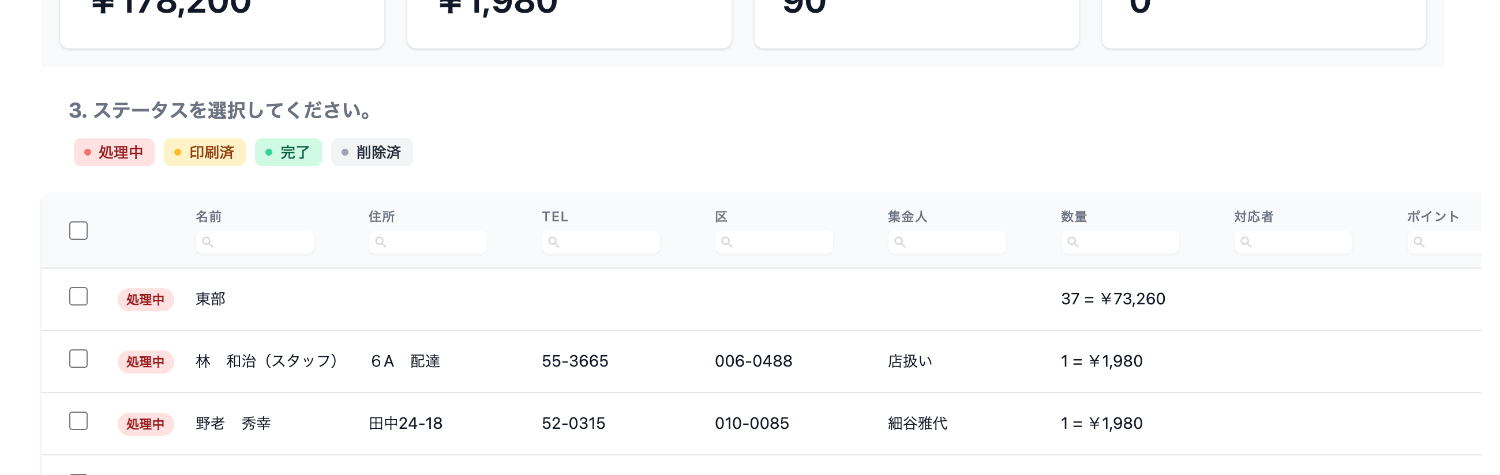 ¥178,200 ¥1,980 90 0
3. ステータスを選択してください。
処理中 印刷済 完了 削除済
名前 住所 TEL 区 集金人 数量 対応者 ポイント
処理中 東部 37 = ¥73,260
処理中 林　和治（スタッフ） ６A　配達 55-3665 006-0488 店扱い 1 = ¥1,980
処理中 野老　秀幸 田中24-18 52-0315 010-0085 細谷雅代 1 = ¥1,980